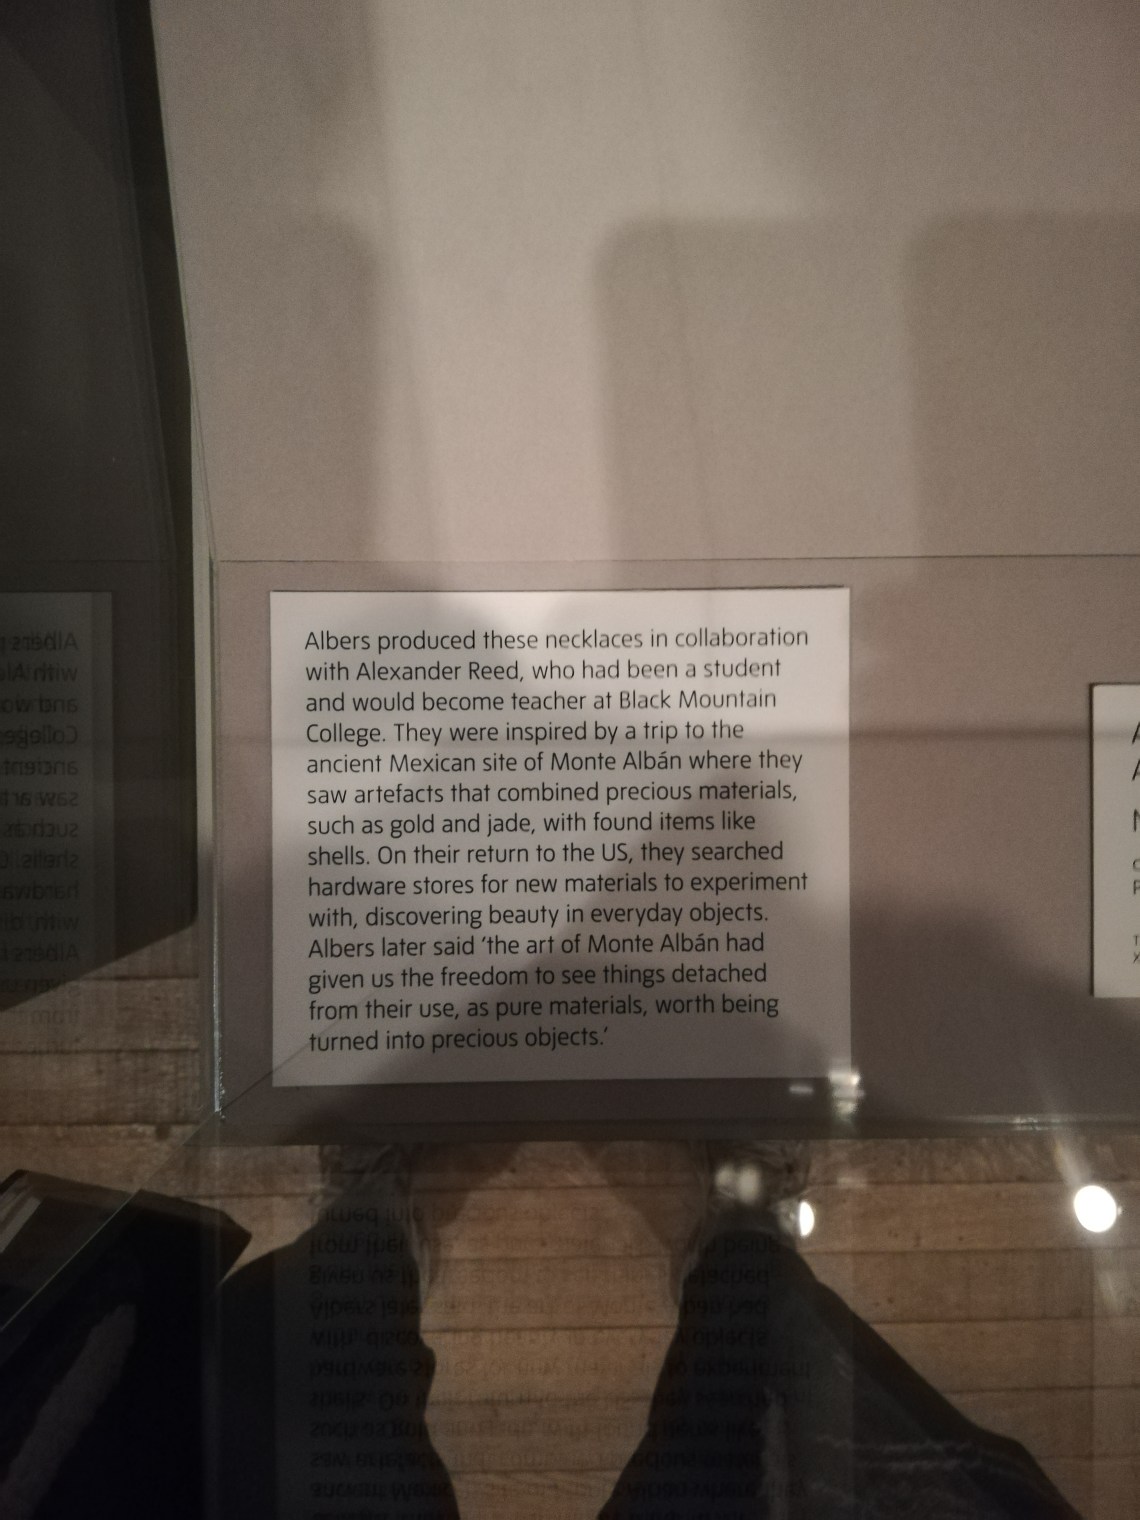 Albers produced these necklaces in collaboration
with Alexander Reed, who had been a student
and would become teacher at Black Mountain
College. They were inspired by a trip to the
ancient Mexican site of Monte Albán where they
saw artefacts that combined precious materials,
such as gold and jade, with found items like
shells. On their return to the US, they searched
hardware stores for new materials to experiment
with, discovering beauty in everyday objects.
Albers later said ‘the art of Monte Albán had
given us the freedom to see things detached
from their use, as pure materials, worth being
turned into precious objects.’